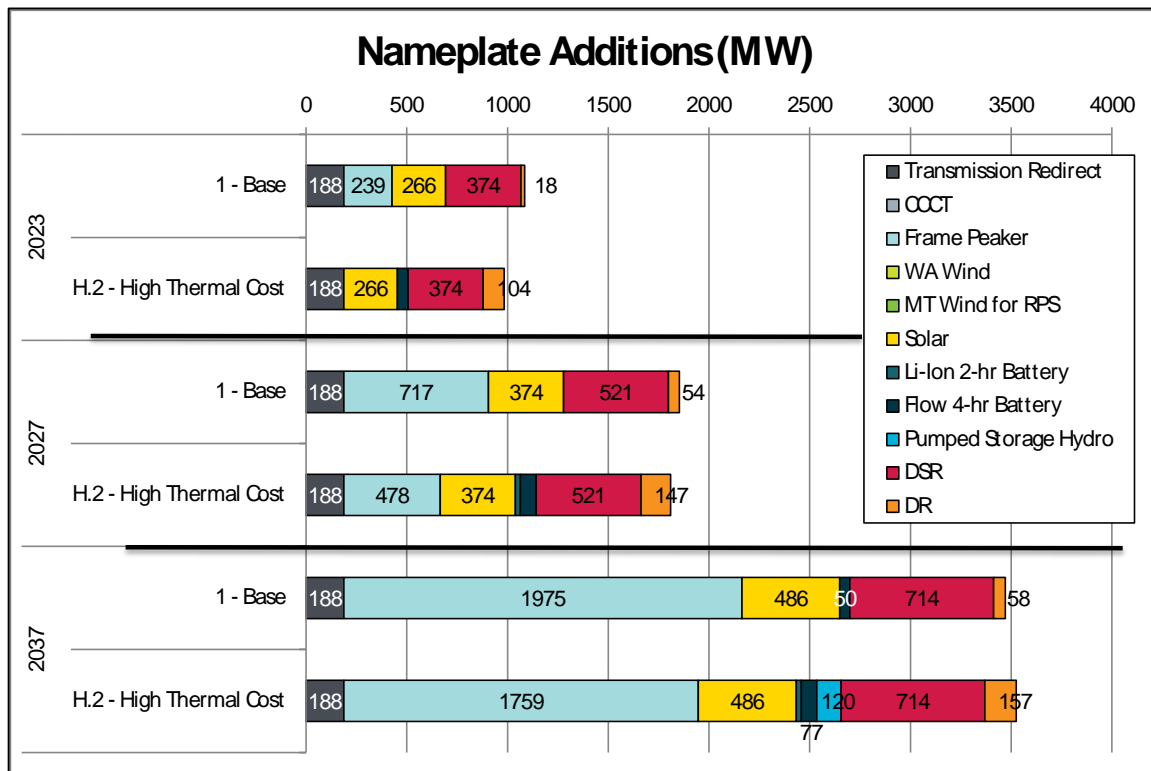 Nameplate Additions (MW)
0 500 1000 1500 2000 2500 3000 3500 4000
2023
1 - Base
188 239 266 374 18
H.2 - High Thermal Cost
188 266 374 104
2027
1 - Base
188 717 374 521 54
H.2 - High Thermal Cost
188 478 374 521 147
2037
1 - Base
188 1975 486 50 714 58
H.2 - High Thermal Cost
188 1759 486 120 714 157
77
Transmission Redirect
CCCT
Frame Peaker
WA Wind
MT Wind for RPS
Solar
Li-Ion 2-hr Battery
Flow 4-hr Battery
Pumped Storage Hydro
DSR
DR